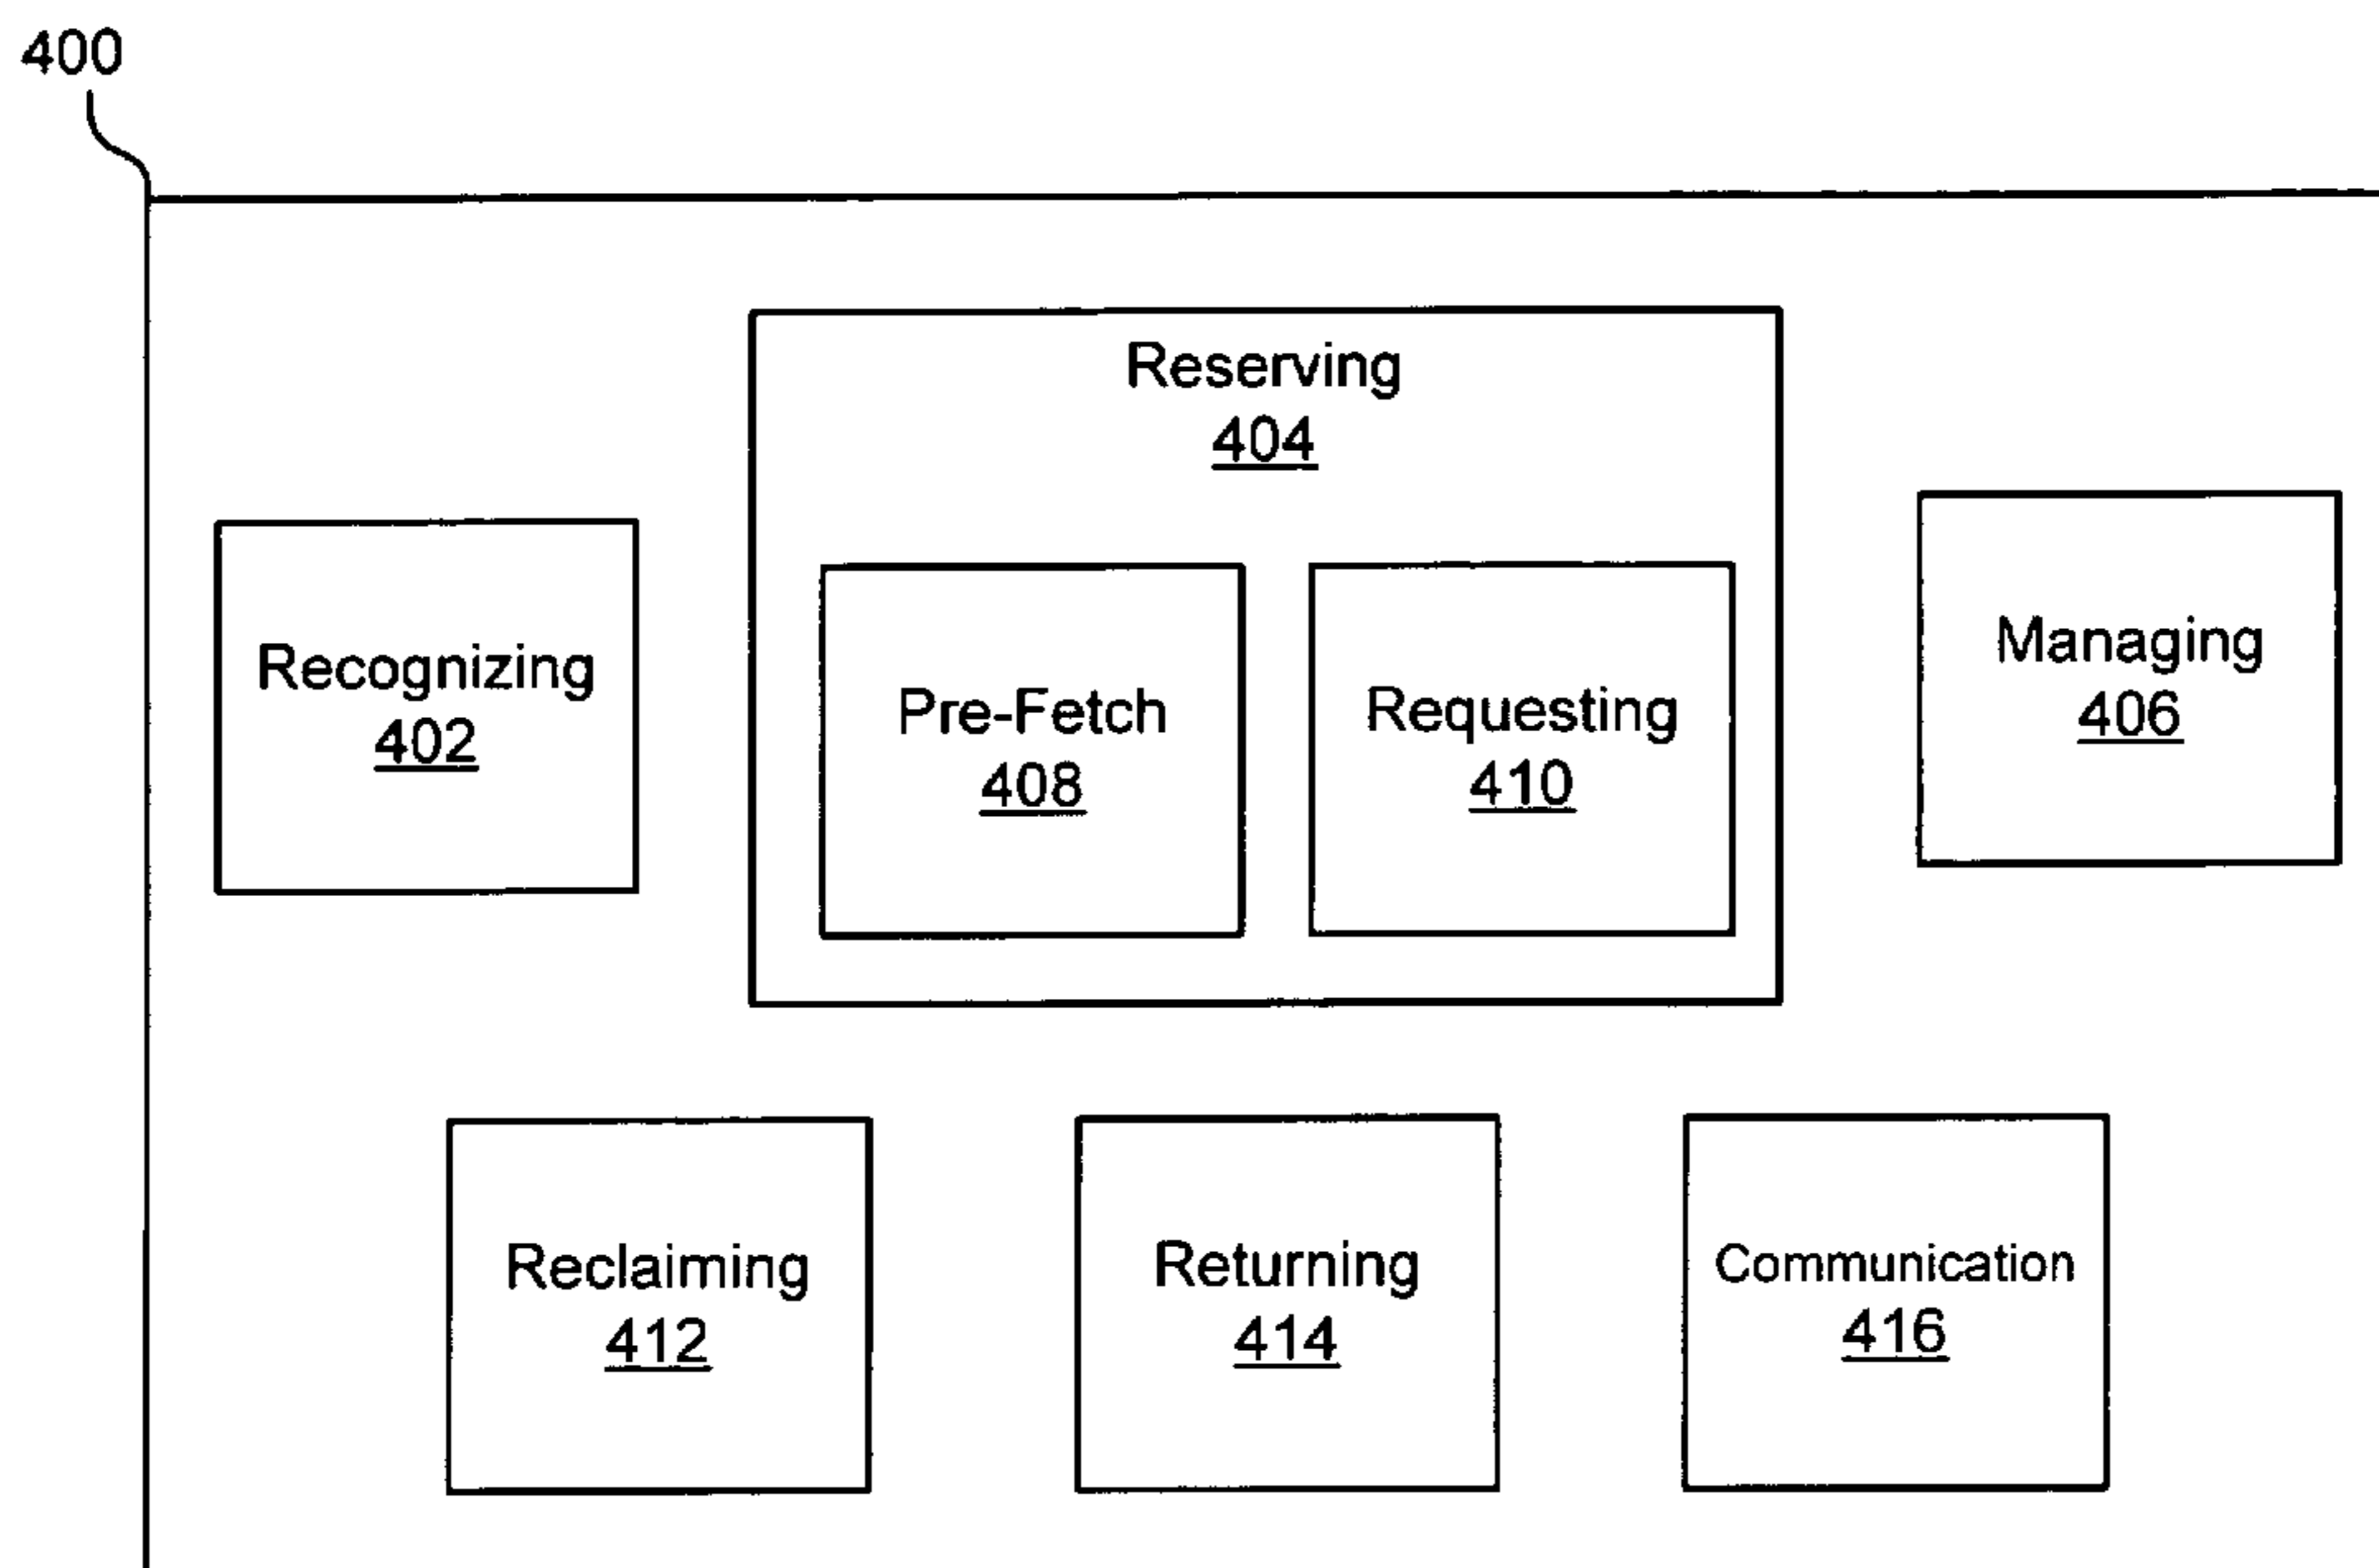 400
Reserving
404
Recognizing
402
Pre-Fetch
408
Requesting
410
Managing
406
Reclaiming
412
Returning
414
Communication
416